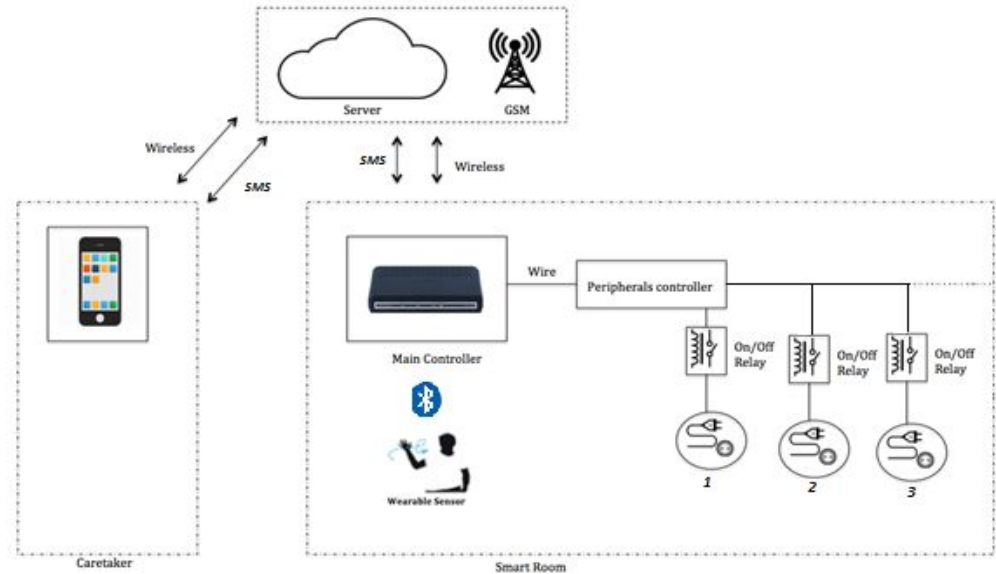 Server
GSM
Wireless
SMS
SMS
Wireless
Wire
Peripherals controller
Main Controller
On/Off
Relay
On/Off
Relay
On/Off
Relay
Wearable Sensor
1
2
3
Caretaker
Smart Room